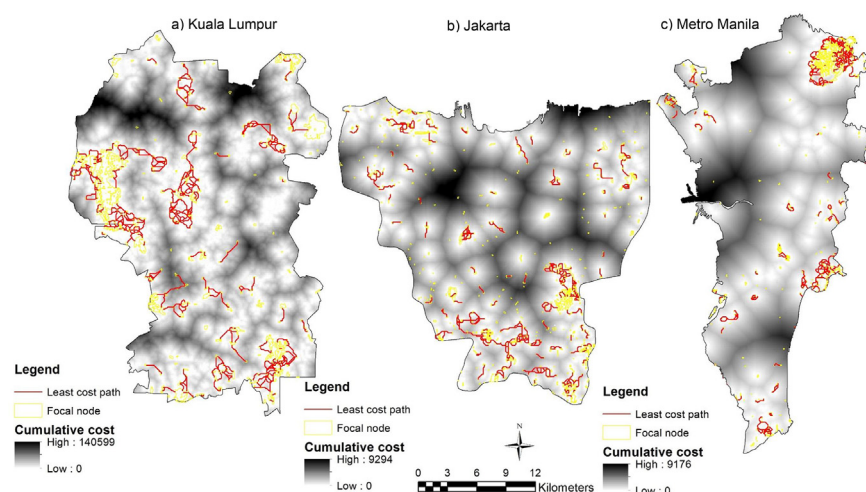 a) Kuala Lumpur
b) Jakarta
c) Metro Manila
Legend
Least cost path
Focal node
Cumulative cost
High : 140599
Low : 0
Legend
Least cost path
Focal node
Cumulative cost
High : 9294
Low : 0
N
0 1.5 3 6 9 12
Kilometers
Legend
Least cost path
Focal node
Cumulative cost
High : 9176
Low : 0